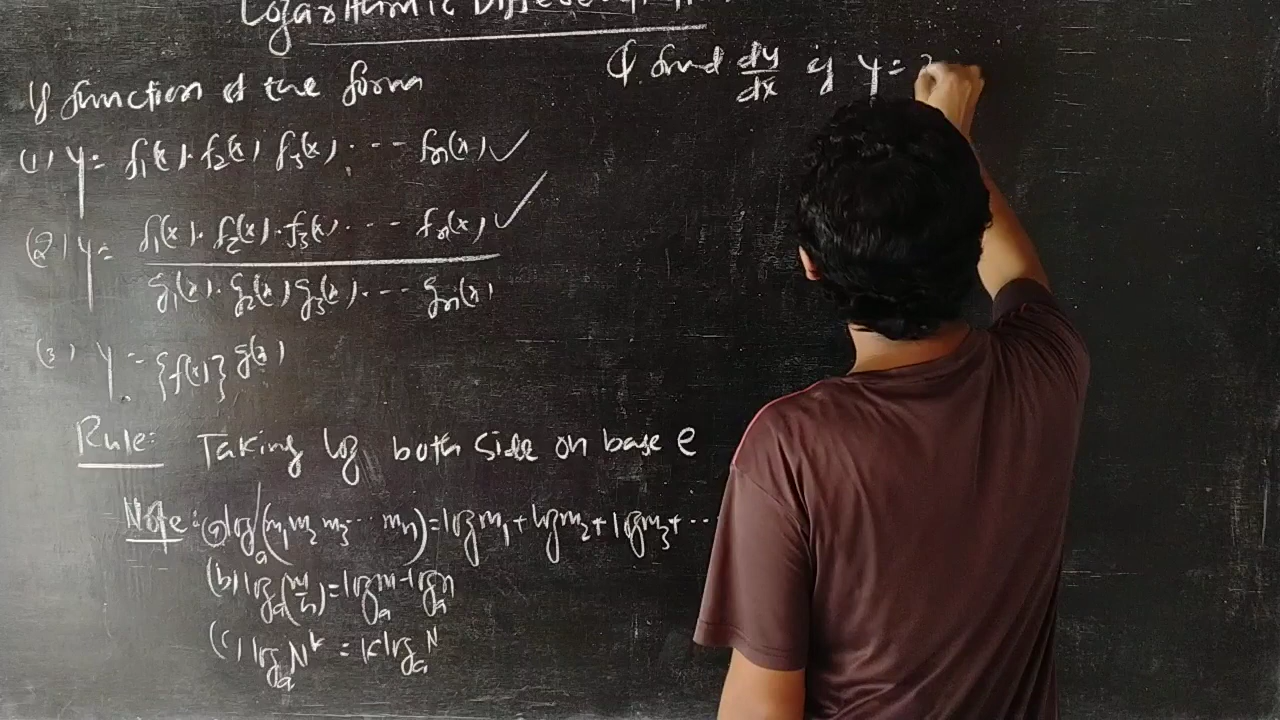 Logarithmic
If function of the form
(1) y = f₁(x).f₂(x) f₃(x).--- fₙ(x) ✓
(2) y = f₁(x).f₂(x).f₃(x).--- fₙ(x) ✓
g₁(x).g₂(x) g₃(x).--- gₙ(x)
(3) y = {f(x)}^g(x)
Rule: Taking log both side on base e
Note: (a) logₐ(m₁ m₂ m₃ --- mₙ) = log m₁ + log m₂ + log m₃ + ---
(b) logₐ(m/n) = logₐ m - logₐ n
(c) logₐ N^k = k logₐ N
Q find dy/dx if y =